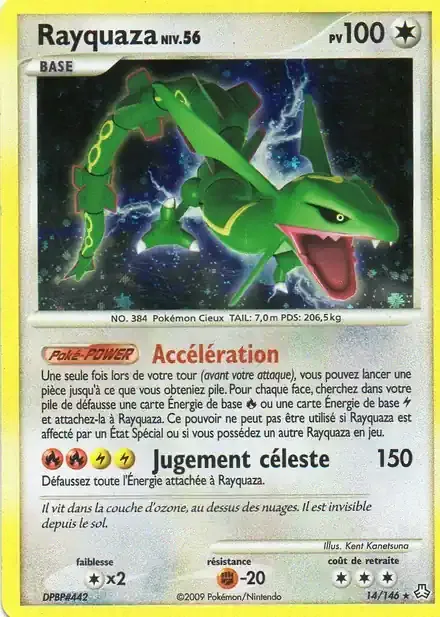 Rayquaza NIV.56 PV 100
BASE
NO. 384 Pokémon Cieux TAIL: 7,0 m PDS: 206,5 kg
Poké-POWER Accélération
Une seule fois lors de votre tour (avant votre attaque), vous pouvez lancer une
pièce jusqu'à ce que vous obteniez pile. Pour chaque face, cherchez dans votre
pile de défausse une carte Énergie de base ou une carte Énergie de base
et attachez-la à Rayquaza. Ce pouvoir ne peut pas être utilisé si Rayquaza est
affecté par un État Spécial ou si vous possédez un autre Rayquaza en jeu.
Jugement céleste 150
Défaussez toute l'Énergie attachée à Rayquaza.
Il vit dans la couche d'ozone, au dessus des nuages. Il est invisible
depuis le sol.
Illus. Kent Kanetsuna
faiblesse résistance coût de retraite
x2 -20
DPBP#442 ©2009 Pokémon/Nintendo 14/146 ★